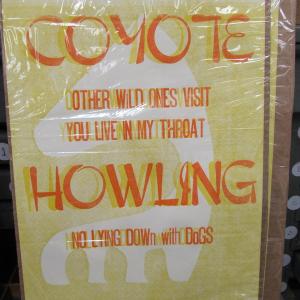 COYOTE
OTHER WILD ONES VISIT
YOU LIVE IN MY THROAT
HOWLING
NO LYING DOWN with DoGS